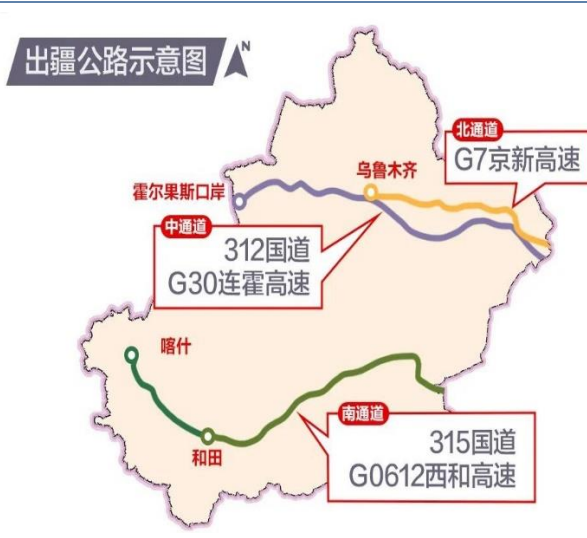 出疆公路示意图
N
北通道
G7京新高速
乌鲁木齐
霍尔果斯口岸
中通道
312国道
G30连霍高速
喀什
和田
南通道
315国道
G0612西和高速